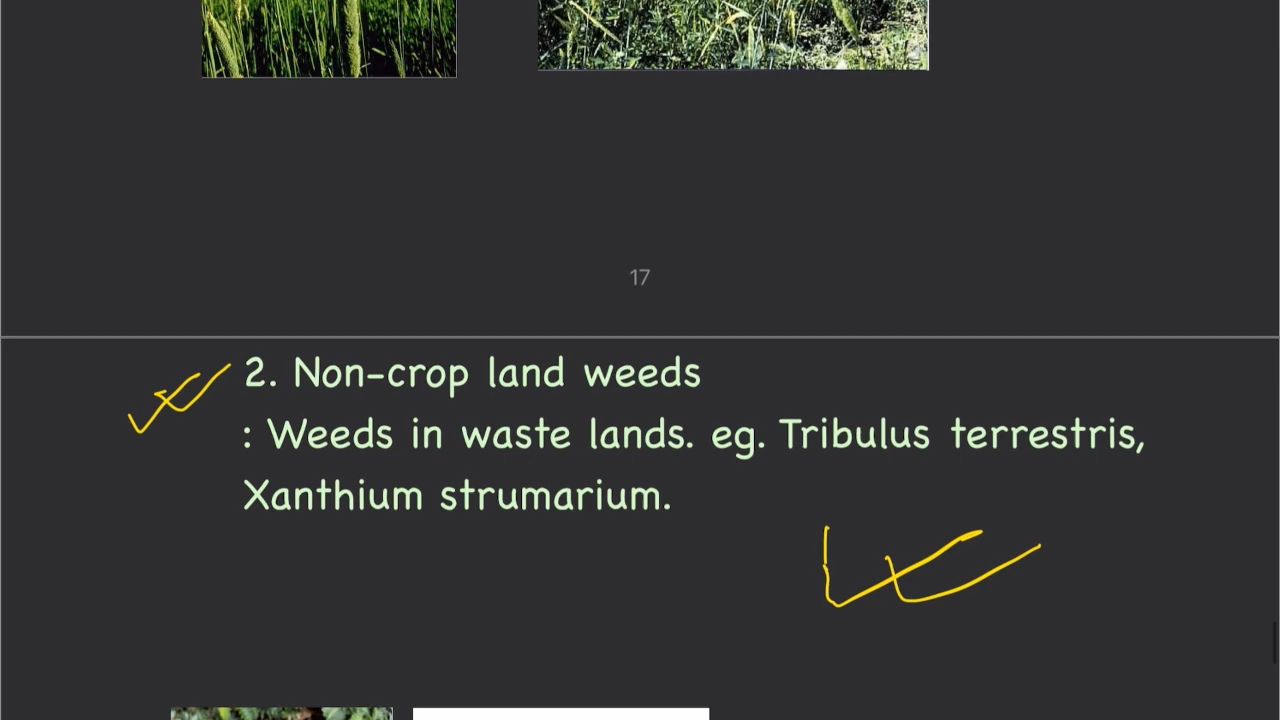 17
2. Non-crop land weeds
: Weeds in waste lands. eg. Tribulus terrestris,
Xanthium strumarium.